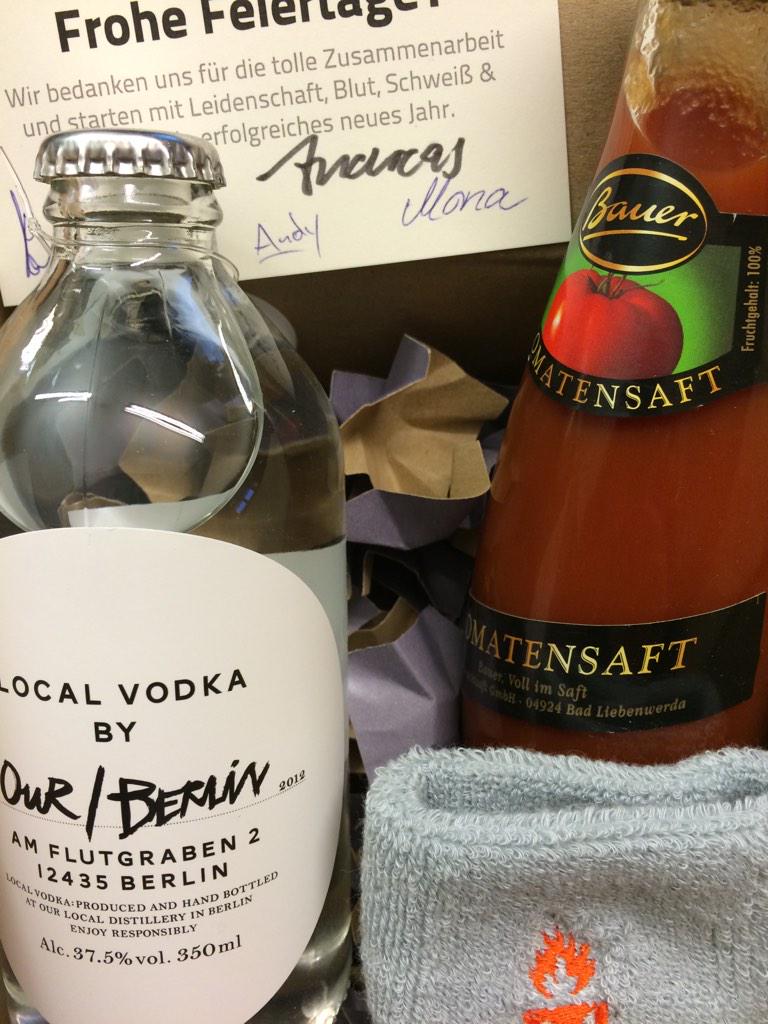 Frohe Feiertage!
Wir bedanken uns für die tolle Zusammenarbeit
und starten mit Leidenschaft, Blut, Schweiß &
erfolgreiches neues Jahr.
Andreas
Andy
Mona
Bauer
Fruchtgehalt: 100%
OMATENSAFT
OMATENSAFT
Bauer. Voll im Saft
GmbH · 04924 Bad Liebenwerda
LOCAL VODKA
BY
OUR/BERLIN 2012
AM FLUTGRABEN 2
12435 BERLIN
LOCAL VODKA: PRODUCED AND HAND BOTTLED
AT OUR LOCAL DISTILLERY IN BERLIN
ENJOY RESPONSIBLY
Alc. 37.5% vol. 350ml